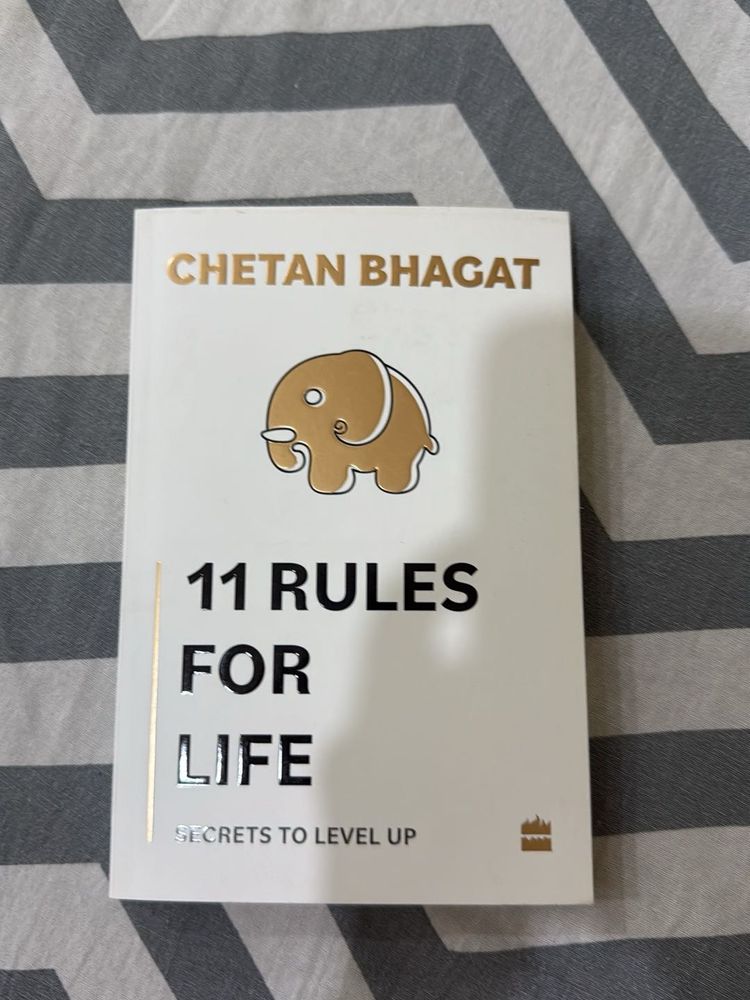 CHETAN BHAGAT
11 RULES
FOR
LIFE
SECRETS TO LEVEL UP